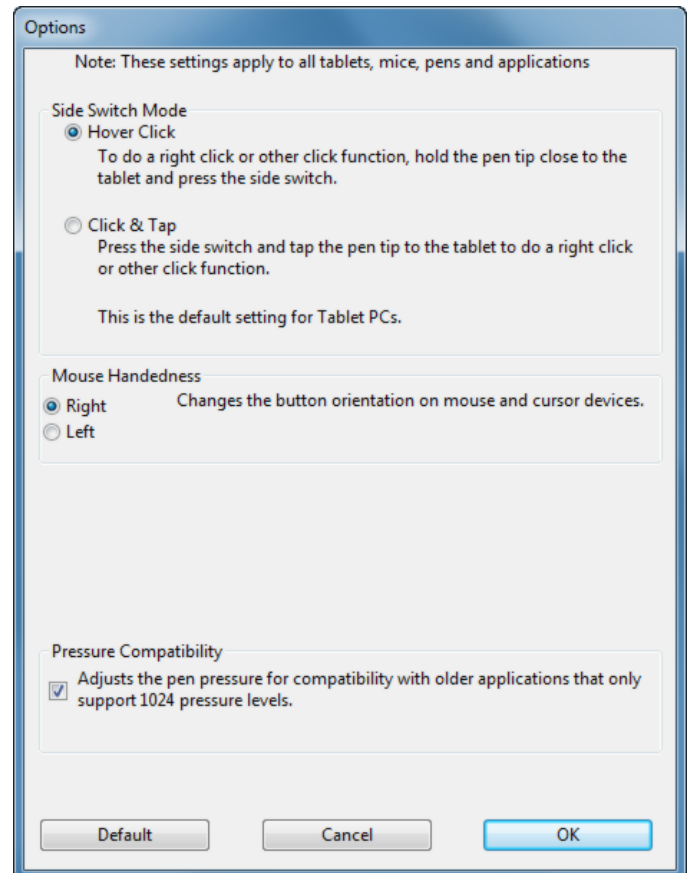 Options
Note: These settings apply to all tablets, mice, pens and applications
Side Switch Mode
Hover Click
To do a right click or other click function, hold the pen tip close to the
tablet and press the side switch.
Click & Tap
Press the side switch and tap the pen tip to the tablet to do a right click
or other click function.
This is the default setting for Tablet PCs.
Mouse Handedness
Right
Changes the button orientation on mouse and cursor devices.
Left
Pressure Compatibility
Adjusts the pen pressure for compatibility with older applications that only
support 1024 pressure levels.
Default
Cancel
OK